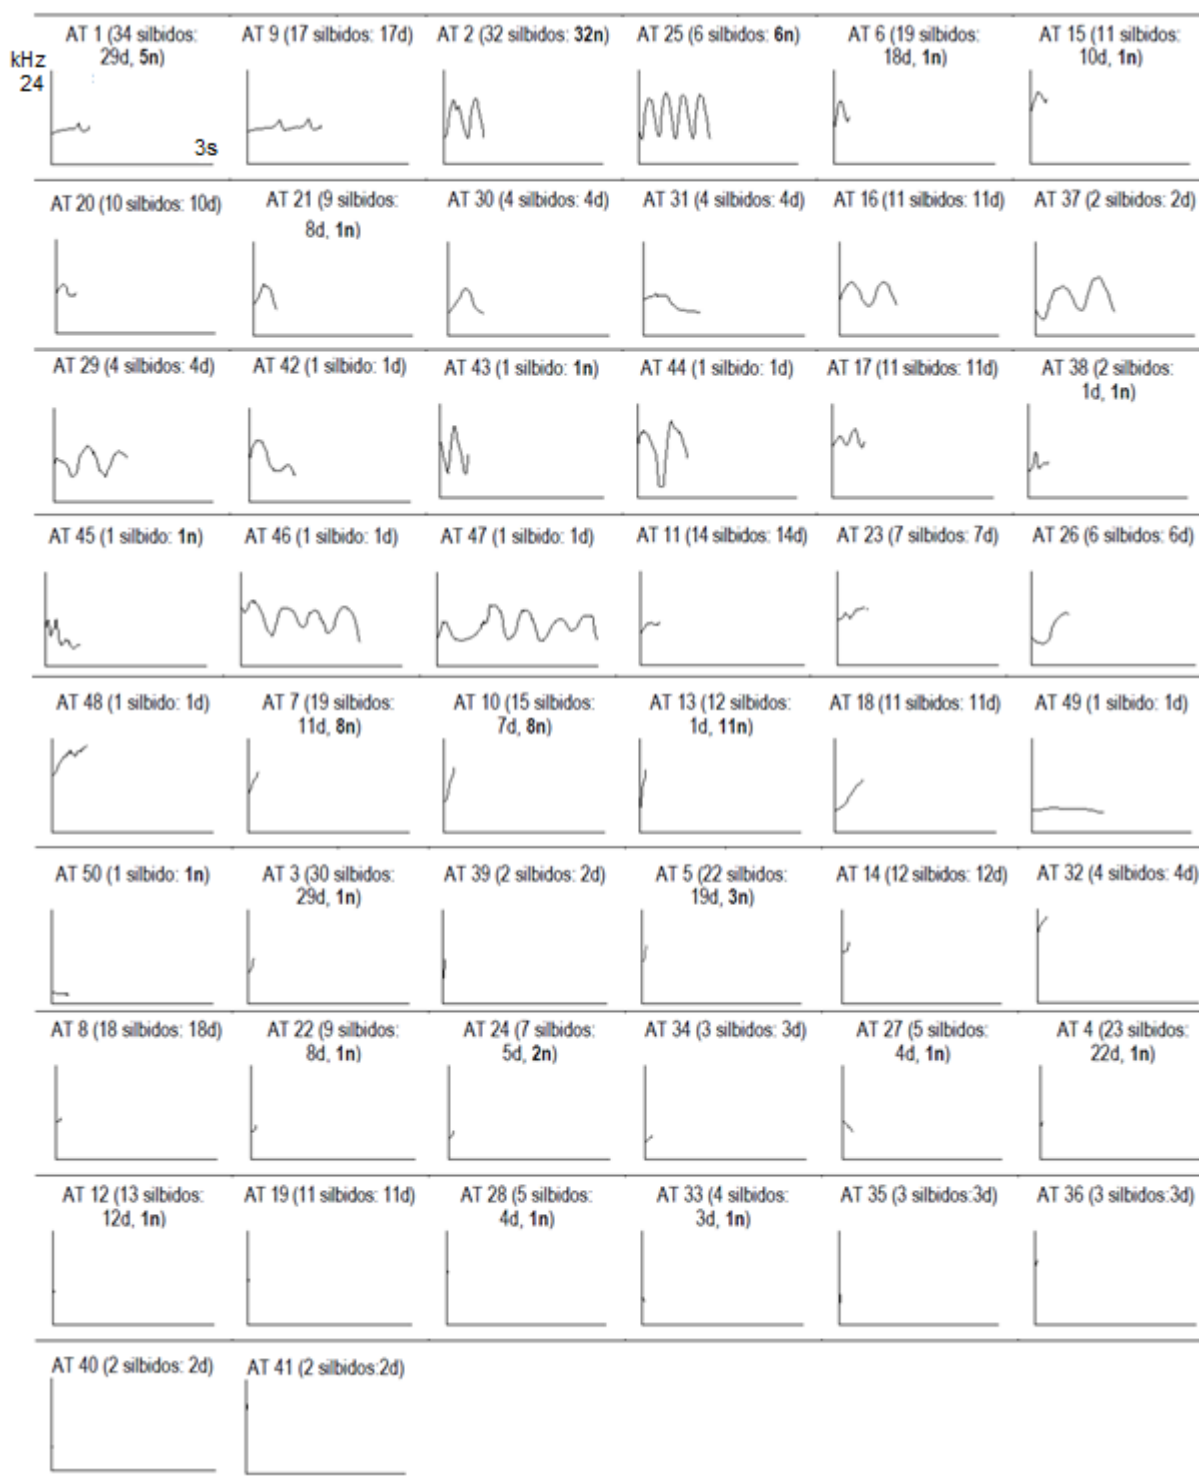 AT 1 (34 silbidos:
29d, 5n)
AT 9 (17 silbidos: 17d)
AT 2 (32 silbidos: 32n)
AT 25 (6 silbidos: 6n)
AT 6 (19 silbidos:
18d, 1n)
AT 15 (11 silbidos:
10d, 1n)
kHz
24
3s
AT 20 (10 silbidos: 10d)
AT 21 (9 silbidos:
8d, 1n)
AT 30 (4 silbidos: 4d)
AT 31 (4 silbidos: 4d)
AT 16 (11 silbidos: 11d)
AT 37 (2 silbidos: 2d)
AT 29 (4 silbidos: 4d)
AT 42 (1 silbido: 1d)
AT 43 (1 silbido: 1n)
AT 44 (1 silbido: 1d)
AT 17 (11 silbidos: 11d)
AT 38 (2 silbidos:
1d, 1n)
AT 45 (1 silbido: 1n)
AT 46 (1 silbido: 1d)
AT 47 (1 silbido: 1d)
AT 11 (14 silbidos: 14d)
AT 23 (7 silbidos: 7d)
AT 26 (6 silbidos: 6d)
AT 48 (1 silbido: 1d)
AT 7 (19 silbidos:
11d, 8n)
AT 10 (15 silbidos:
7d, 8n)
AT 13 (12 silbidos:
1d, 11n)
AT 18 (11 silbidos: 11d)
AT 49 (1 silbido: 1d)
AT 50 (1 silbido: 1n)
AT 3 (30 silbidos:
29d, 1n)
AT 39 (2 silbidos: 2d)
AT 5 (22 silbidos:
19d, 3n)
AT 14 (12 silbidos: 12d)
AT 32 (4 silbidos: 4d)
AT 8 (18 silbidos: 18d)
AT 22 (9 silbidos:
8d, 1n)
AT 24 (7 silbidos:
5d, 2n)
AT 34 (3 silbidos: 3d)
AT 27 (5 silbidos:
4d, 1n)
AT 4 (23 silbidos:
22d, 1n)
AT 12 (13 silbidos:
12d, 1n)
AT 19 (11 silbidos: 11d)
AT 28 (5 silbidos:
4d, 1n)
AT 33 (4 silbidos:
3d, 1n)
AT 35 (3 silbidos:3d)
AT 36 (3 silbidos:3d)
AT 40 (2 silbidos: 2d)
AT 41 (2 silbidos:2d)